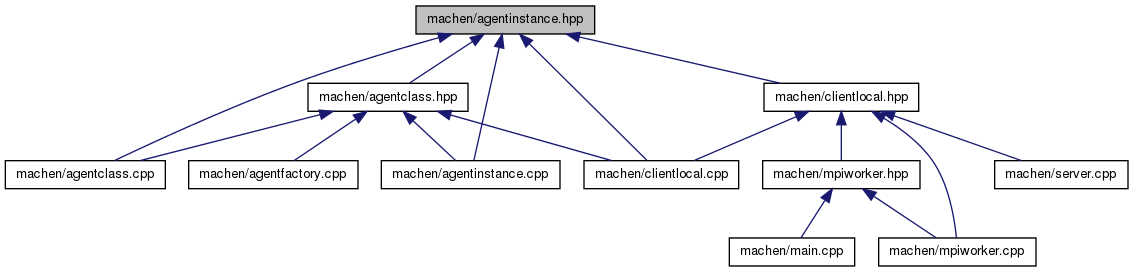 machen/agentinstance.hpp
machen/agentclass.hpp
machen/clientlocal.hpp
machen/agentclass.cpp
machen/agentfactory.cpp
machen/agentinstance.cpp
machen/clientlocal.cpp
machen/mpiworker.hpp
machen/server.cpp
machen/main.cpp
machen/mpiworker.cpp